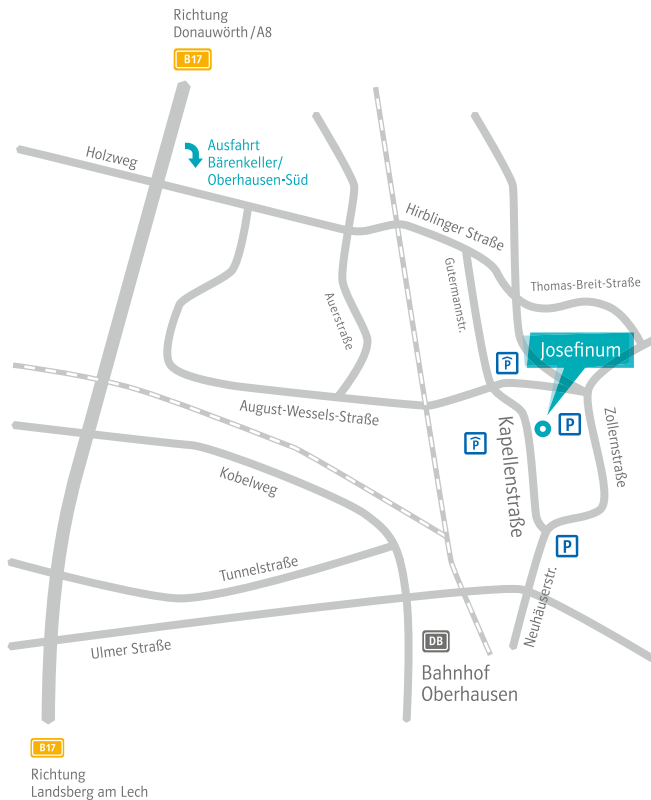 Richtung
Donauwörth/A8
B17
Ausfahrt
Bärenkeller/
Oberhausen-Süd
Holzweg
Hirblinger Straße
Gutermannstr.
Thomas-Breit-Straße
Auerstraße
P
Josefinum
August-Wessels-Straße
Kapellenstraße
P
Zollernstraße
P
Kobelweg
P
Tunnelstraße
Neuhäuserstr.
Ulmer Straße
DB
Bahnhof
Oberhausen
B17
Richtung
Landsberg am Lech